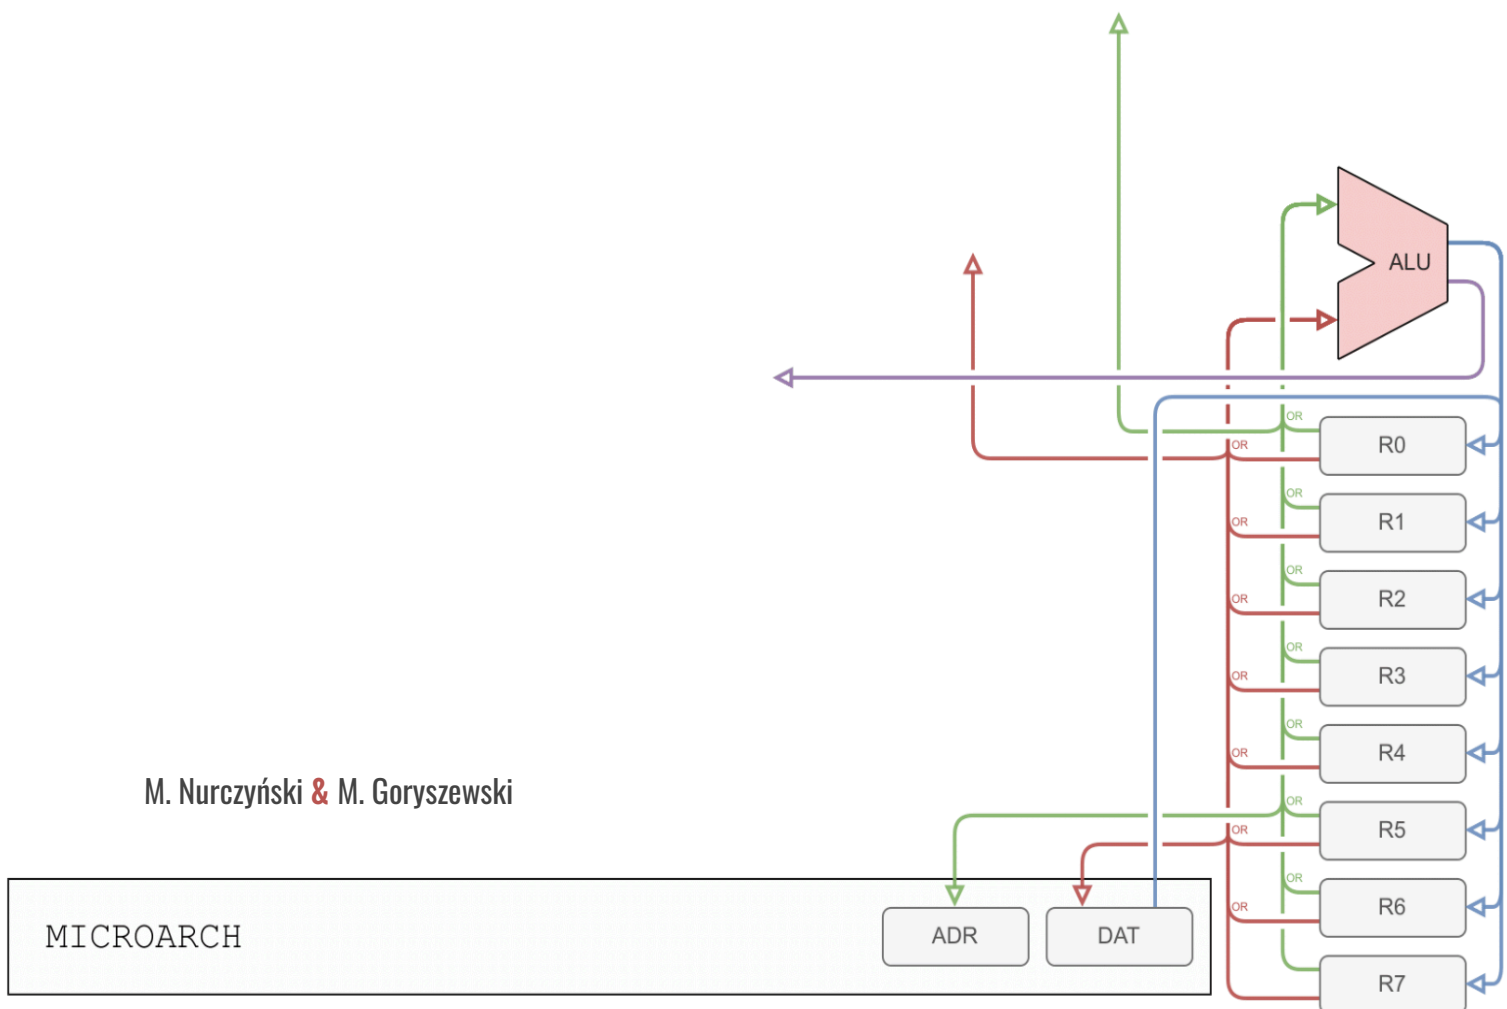 ALU
OR
R0
OR
OR
R1
OR
OR
R2
OR
OR
R3
OR
OR
R4
OR
M. Nurczyński & M. Goryszewski
OR
R5
OR
OR
R6
OR
MICROARCH
ADR
DAT
R7